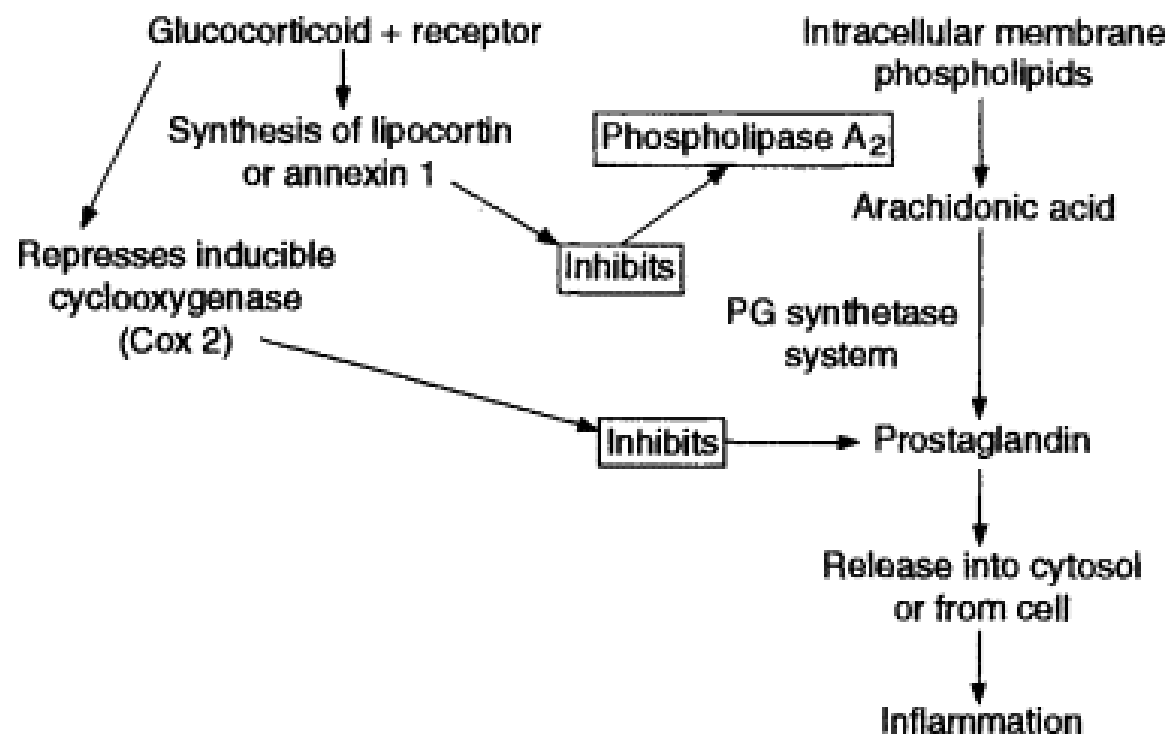 Glucocorticoid + receptor
Synthesis of lipocortin
or annexin 1
Represses inducible
cyclooxygenase
(Cox 2)
Phospholipase A2
Inhibits
Inhibits
Intracellular membrane
phospholipids
Arachidonic acid
PG synthetase
system
Prostaglandin
Release into cytosol
or from cell
Inflammation